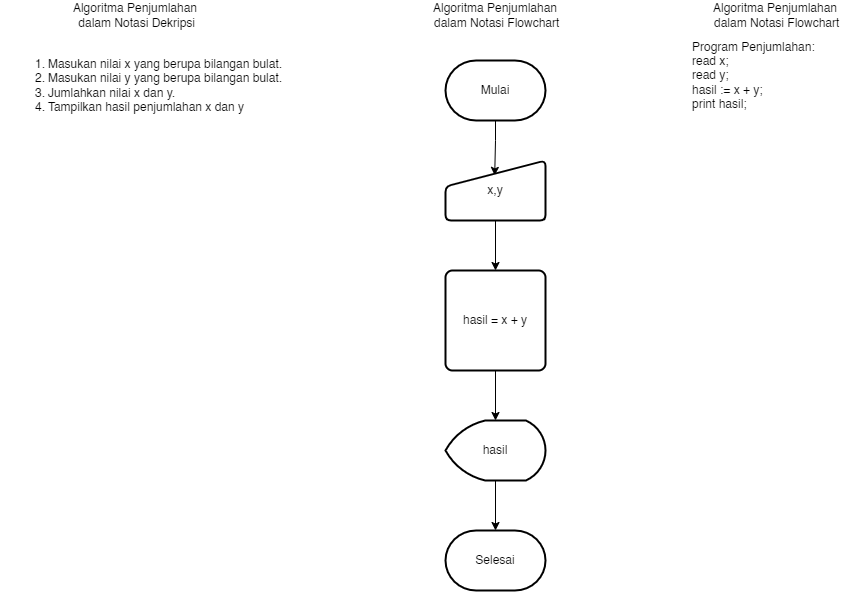 Algoritma Penjumlahan
dalam Notasi Dekripsi
1. Masukan nilai x yang berupa bilangan bulat.
2. Masukan nilai y yang berupa bilangan bulat.
3. Jumlahkan nilai x dan y.
4. Tampilkan hasil penjumlahan x dan y
Algoritma Penjumlahan
dalam Notasi Flowchart
Mulai
x,y
hasil = x + y
hasil
Selesai
Algoritma Penjumlahan
dalam Notasi Flowchart
Program Penjumlahan:
read x;
read y;
hasil := x + y;
print hasil;